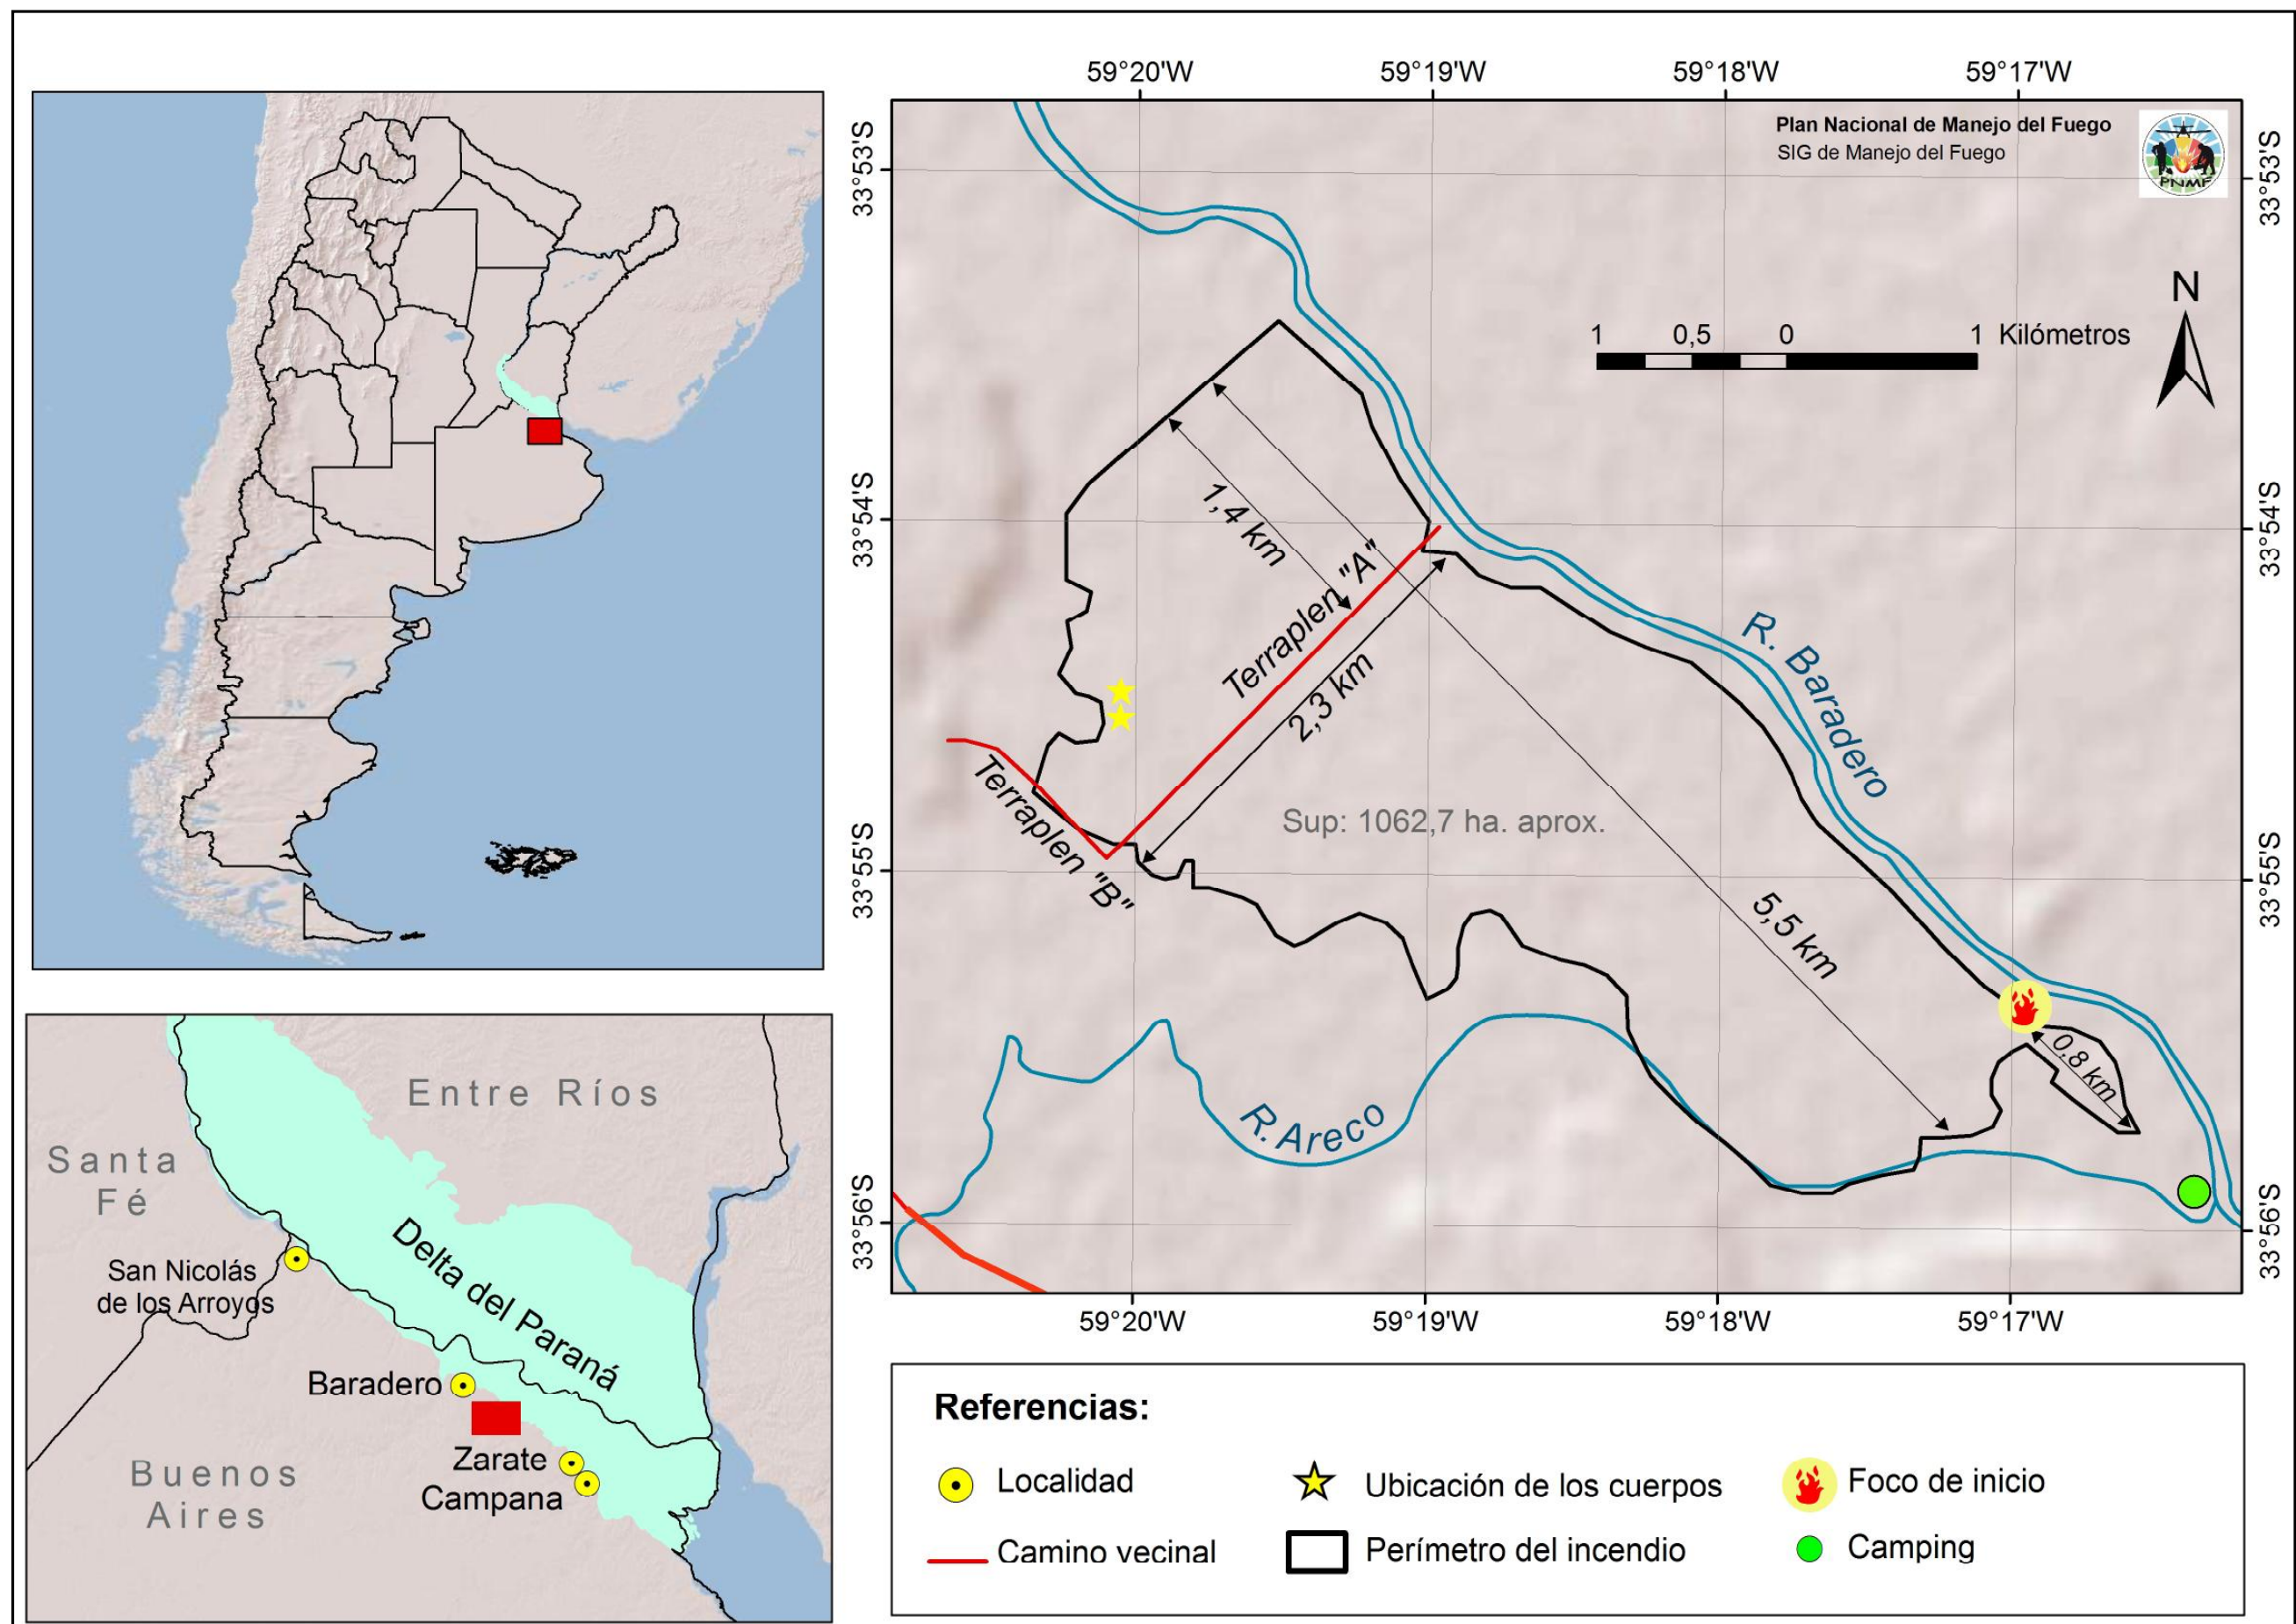 59°20'W 59°19'W 59°18'W 59°17'W
Plan Nacional de Manejo del Fuego
SIG de Manejo del Fuego
PNMF
33°53'S 33°53'S
N
1 0,5 0 1 Kilómetros
1,4 km
33°54'S 33°54'S
Terraplen "A"
2,3 km
R. Baradero
Terraplen "B"
Sup: 1062,7 ha. aprox.
33°55'S 33°55'S
5,5 km
0,8 km
R. Areco
33°56'S 33°56'S
59°20'W 59°19'W 59°18'W 59°17'W
Entre Ríos
Santa
Fé
Delta del Paraná
San Nicolás
de los Arroyos
Baradero
Zarate
Campana
Buenos
Aires
Referencias:
Localidad
Ubicación de los cuerpos
Foco de inicio
Camino vecinal
Perímetro del incendio
Camping